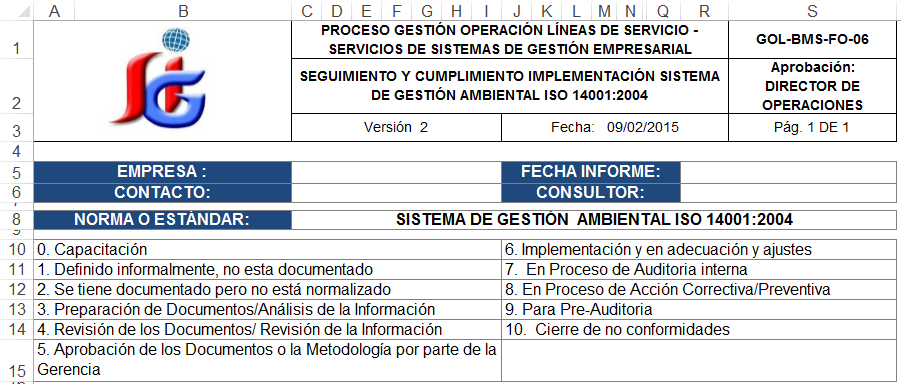 A B C D E F G H I J K L M N Q R S
1 PROCESO GESTIÓN OPERACIÓN LÍNEAS DE SERVICIO - GOL-BMS-FO-06
SERVICIOS DE SISTEMAS DE GESTIÓN EMPRESARIAL
SEGUIMIENTO Y CUMPLIMIENTO IMPLEMENTACIÓN SISTEMA
DE GESTIÓN AMBIENTAL ISO 14001:2004
Aprobación:
DIRECTOR DE
OPERACIONES
2
3 Versión 2 Fecha: 09/02/2015 Pág. 1 DE 1
4
5 EMPRESA : FECHA INFORME:
6 CONTACTO: CONSULTOR:
8 NORMA O ESTÁNDAR: SISTEMA DE GESTIÓN AMBIENTAL ISO 14001:2004
10 0. Capacitación 6. Implementación y en adecuación y ajustes
11 1. Definido informalmente, no esta documentado 7. En Proceso de Auditoria interna
12 2. Se tiene documentado pero no está normalizado 8. En Proceso de Acción Correctiva/Preventiva
13 3. Preparación de Documentos/Análisis de la Información 9. Para Pre-Auditoria
14 4. Revisión de los Documentos/ Revisión de la Información 10. Cierre de no conformidades
5. Aprobación de los Documentos o la Metodología por parte de la
15 Gerencia